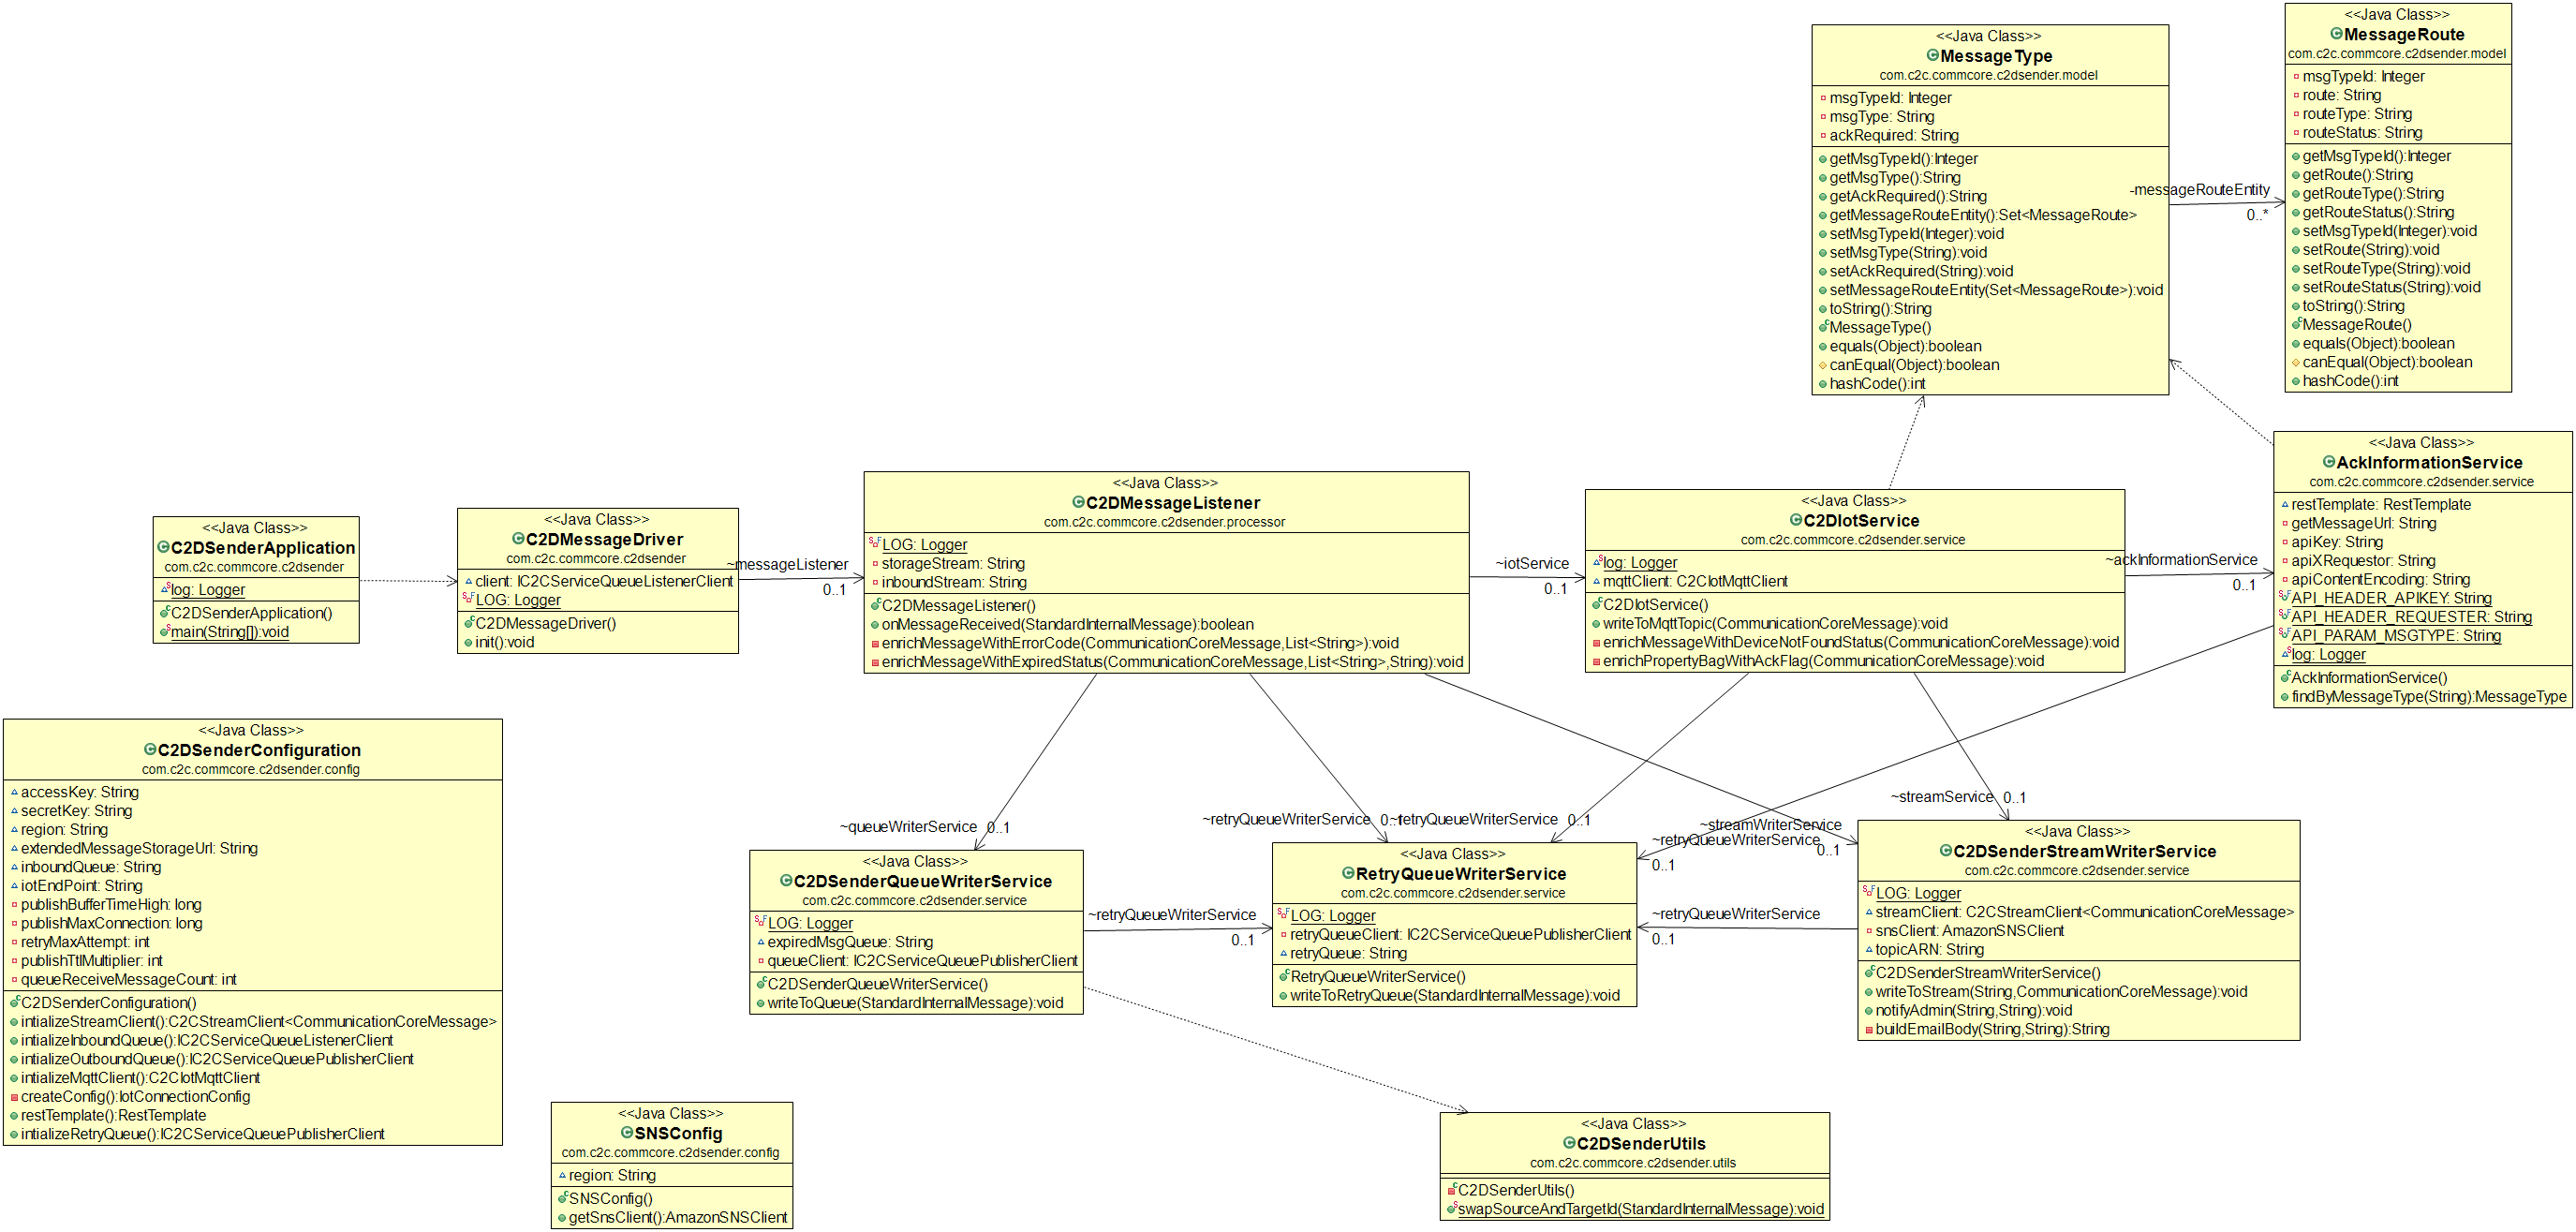 <<Java Class>>
MessageType
com.c2c.commcore.c2dsender.model
msgTypeId: Integer
msgType: String
ackRequired: String
getMsgTypeId():Integer
getMsgType():String
getAckRequired():String
getMessageRouteEntity():Set<MessageRoute>
setMsgTypeId(Integer):void
setMsgType(String):void
setAckRequired(String):void
setMessageRouteEntity(Set<MessageRoute>):void
toString():String
MessageType()
equals(Object):boolean
canEqual(Object):boolean
hashCode():int
-messageRouteEntity
0..*
<<Java Class>>
MessageRoute
com.c2c.commcore.c2dsender.model
msgTypeId: Integer
route: String
routeType: String
routeStatus: String
getMsgTypeId():Integer
getRoute():String
getRouteType():String
getRouteStatus():String
setMsgTypeId(Integer):void
setRoute(String):void
setRouteType(String):void
setRouteStatus(String):void
toString():String
MessageRoute()
equals(Object):boolean
canEqual(Object):boolean
hashCode():int
<<Java Class>>
C2DSenderApplication
com.c2c.commcore.c2dsender
log: Logger
C2DSenderApplication()
main(String[]):void
<<Java Class>>
C2DMessageDriver
com.c2c.commcore.c2dsender
client: IC2CServiceQueueListenerClient
LOG: Logger
C2DMessageDriver()
init():void
~messageListener
0..1
<<Java Class>>
C2DMessageListener
com.c2c.commcore.c2dsender.processor
LOG: Logger
storageStream: String
inboundStream: String
C2DMessageListener()
onMessageReceived(StandardInternalMessage):boolean
enrichMessageWithErrorCode(CommunicationCoreMessage,List<String>):void
enrichMessageWithExpiredStatus(CommunicationCoreMessage,List<String>,String):void
~iotService
0..1
<<Java Class>>
C2DIotService
com.c2c.commcore.c2dsender.service
log: Logger
mqttClient: C2CIotMqttClient
C2DIotService()
writeToMqttTopic(CommunicationCoreMessage):void
enrichMessageWithDeviceNotFoundStatus(CommunicationCoreMessage):void
enrichPropertyBagWithAckFlag(CommunicationCoreMessage):void
~ackInformationService
0..1
<<Java Class>>
AckInformationService
com.c2c.commcore.c2dsender.service
restTemplate: RestTemplate
getMessageUrl: String
apiKey: String
apiXRequestor: String
apiContentEncoding: String
API_HEADER_APIKEY: String
API_HEADER_REQUESTER: String
API_PARAM_MSGTYPE: String
log: Logger
AckInformationService()
findByMessageType(String):MessageType
<<Java Class>>
C2DSenderConfiguration
com.c2c.commcore.c2dsender.config
accessKey: String
secretKey: String
region: String
extendedMessageStorageUrl: String
inboundQueue: String
iotEndPoint: String
publishBufferTimeHigh: long
publishMaxConnection: long
retryMaxAttempt: int
publishTtlMultiplier: int
queueReceiveMessageCount: int
C2DSenderConfiguration()
intializeStreamClient():C2CStreamClient<CommunicationCoreMessage>
intializeInboundQueue():IC2CServiceQueueListenerClient
intializeOutboundQueue():IC2CServiceQueuePublisherClient
intializeMqttClient():C2CIotMqttClient
createConfig():IotConnectionConfig
restTemplate():RestTemplate
intializeRetryQueue():IC2CServiceQueuePublisherClient
~queueWriterService
0..1
~retryQueueWriterService
0..1
~retryQueueWriterService
0..1
~streamWriterService
0..1
~retryQueueWriterService
0..1
~streamService
0..1
<<Java Class>>
C2DSenderQueueWriterService
com.c2c.commcore.c2dsender.service
LOG: Logger
expiredMsgQueue: String
queueClient: IC2CServiceQueuePublisherClient
C2DSenderQueueWriterService()
writeToQueue(StandardInternalMessage):void
~retryQueueWriterService
0..1
<<Java Class>>
RetryQueueWriterService
com.c2c.commcore.c2dsender.service
LOG: Logger
retryQueueClient: IC2CServiceQueuePublisherClient
retryQueue: String
RetryQueueWriterService()
writeToRetryQueue(StandardInternalMessage):void
~retryQueueWriterService
0..1
<<Java Class>>
C2DSenderStreamWriterService
com.c2c.commcore.c2dsender.service
LOG: Logger
streamClient: C2CStreamClient<CommunicationCoreMessage>
snsClient: AmazonSNSClient
topicARN: String
C2DSenderStreamWriterService()
writeToStream(String,CommunicationCoreMessage):void
notifyAdmin(String,String):void
buildEmailBody(String,String):String
<<Java Class>>
SNSConfig
com.c2c.commcore.c2dsender.config
region: String
SNSConfig()
getSnsClient():AmazonSNSClient
<<Java Class>>
C2DSenderUtils
com.c2c.commcore.c2dsender.utils
C2DSenderUtils()
swapSourceAndTargetId(StandardInternalMessage):void